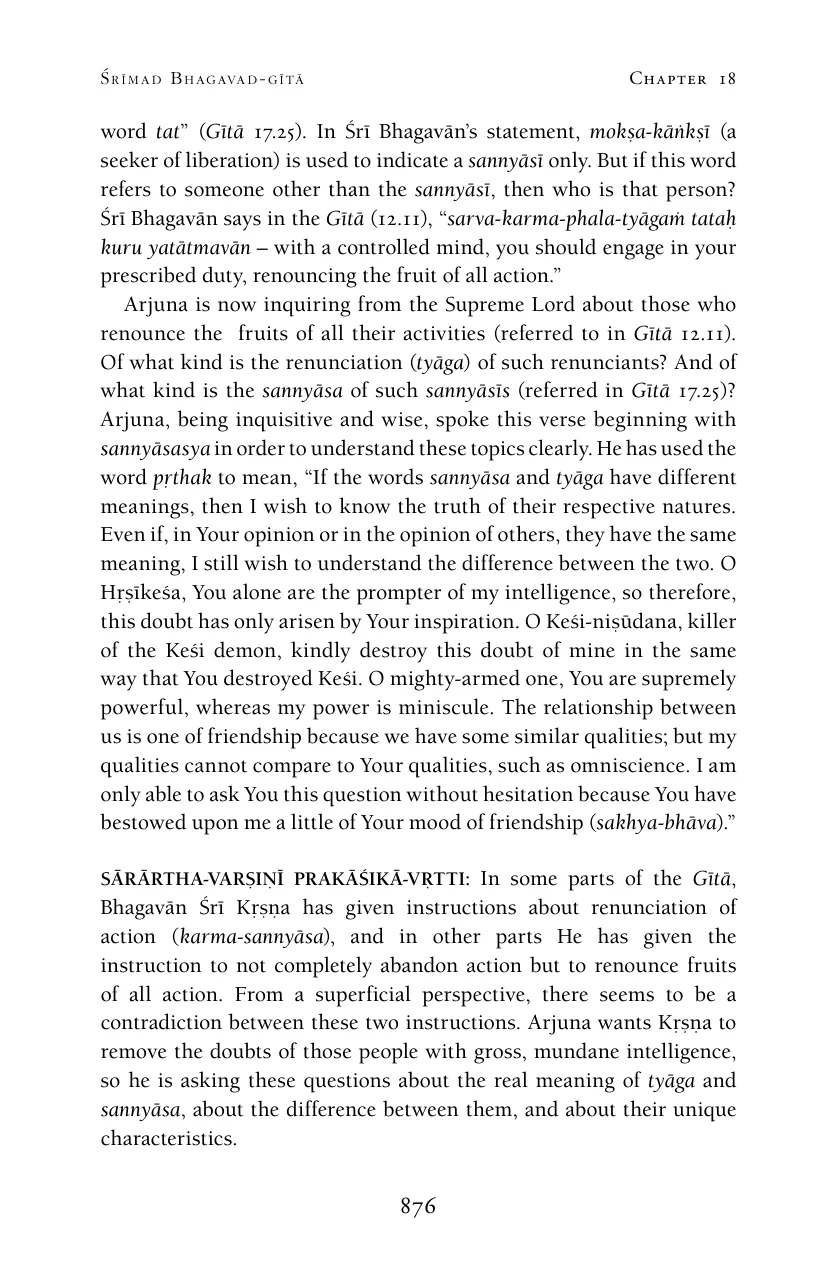 Śrīmad Bhagavad-gītā Chapter 18
word tat” (Gītā 17.25). In Śrī Bhagavān’s statement, mokṣa-kāṅkṣī (a
seeker of liberation) is used to indicate a sannyāsī only. But if this word
refers to someone other than the sannyāsī, then who is that person?
Śrī Bhagavān says in the Gītā (12.11), “sarva-karma-phala-tyāgaṁ tataḥ
kuru yatātmavān – with a controlled mind, you should engage in your
prescribed duty, renouncing the fruit of all action.”
Arjuna is now inquiring from the Supreme Lord about those who
renounce the fruits of all their activities (referred to in Gītā 12.11).
Of what kind is the renunciation (tyāga) of such renunciants? And of
what kind is the sannyāsa of such sannyāsīs (referred in Gītā 17.25)?
Arjuna, being inquisitive and wise, spoke this verse beginning with
sannyāsasya in order to understand these topics clearly. He has used the
word pṛthak to mean, “If the words sannyāsa and tyāga have different
meanings, then I wish to know the truth of their respective natures.
Even if, in Your opinion or in the opinion of others, they have the same
meaning, I still wish to understand the difference between the two. O
Hṛṣīkeśa, You alone are the prompter of my intelligence, so therefore,
this doubt has only arisen by Your inspiration. O Keśi-niṣūdana, killer
of the Keśi demon, kindly destroy this doubt of mine in the same
way that You destroyed Keśi. O mighty-armed one, You are supremely
powerful, whereas my power is miniscule. The relationship between
us is one of friendship because we have some similar qualities; but my
qualities cannot compare to Your qualities, such as omniscience. I am
only able to ask You this question without hesitation because You have
bestowed upon me a little of Your mood of friendship (sakhya-bhāva).”
SĀRĀRTHA-VARṢIṆĪ PRAKĀŚIKĀ-VṚTTI: In some parts of the Gītā,
Bhagavān Śrī Kṛṣṇa has given instructions about renunciation of
action (karma-sannyāsa), and in other parts He has given the
instruction to not completely abandon action but to renounce fruits
of all action. From a superficial perspective, there seems to be a
contradiction between these two instructions. Arjuna wants Kṛṣṇa to
remove the doubts of those people with gross, mundane intelligence,
so he is asking these questions about the real meaning of tyāga and
sannyāsa, about the difference between them, and about their unique
characteristics.
876